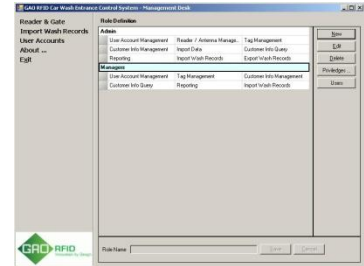 GAO RFID Car Wash Entrance Control System - Management Desk
Reader & Gate
Import Wash Records
User Accounts
About ...
Exit
Role Definition
Admin
User Account Management Reader / Antenna Manage.. Tag Management
Customer Info Management Import Data Customer Info Query
Reporting Import Wash Records Export Wash Records
Managers
User Account Management Tag Management Customer Info Management
Customer Info Query Reporting Import Wash Records
New
Edit
Delete
Priviledges ..
Users
Role Name
Save Cancel
GAO RFID